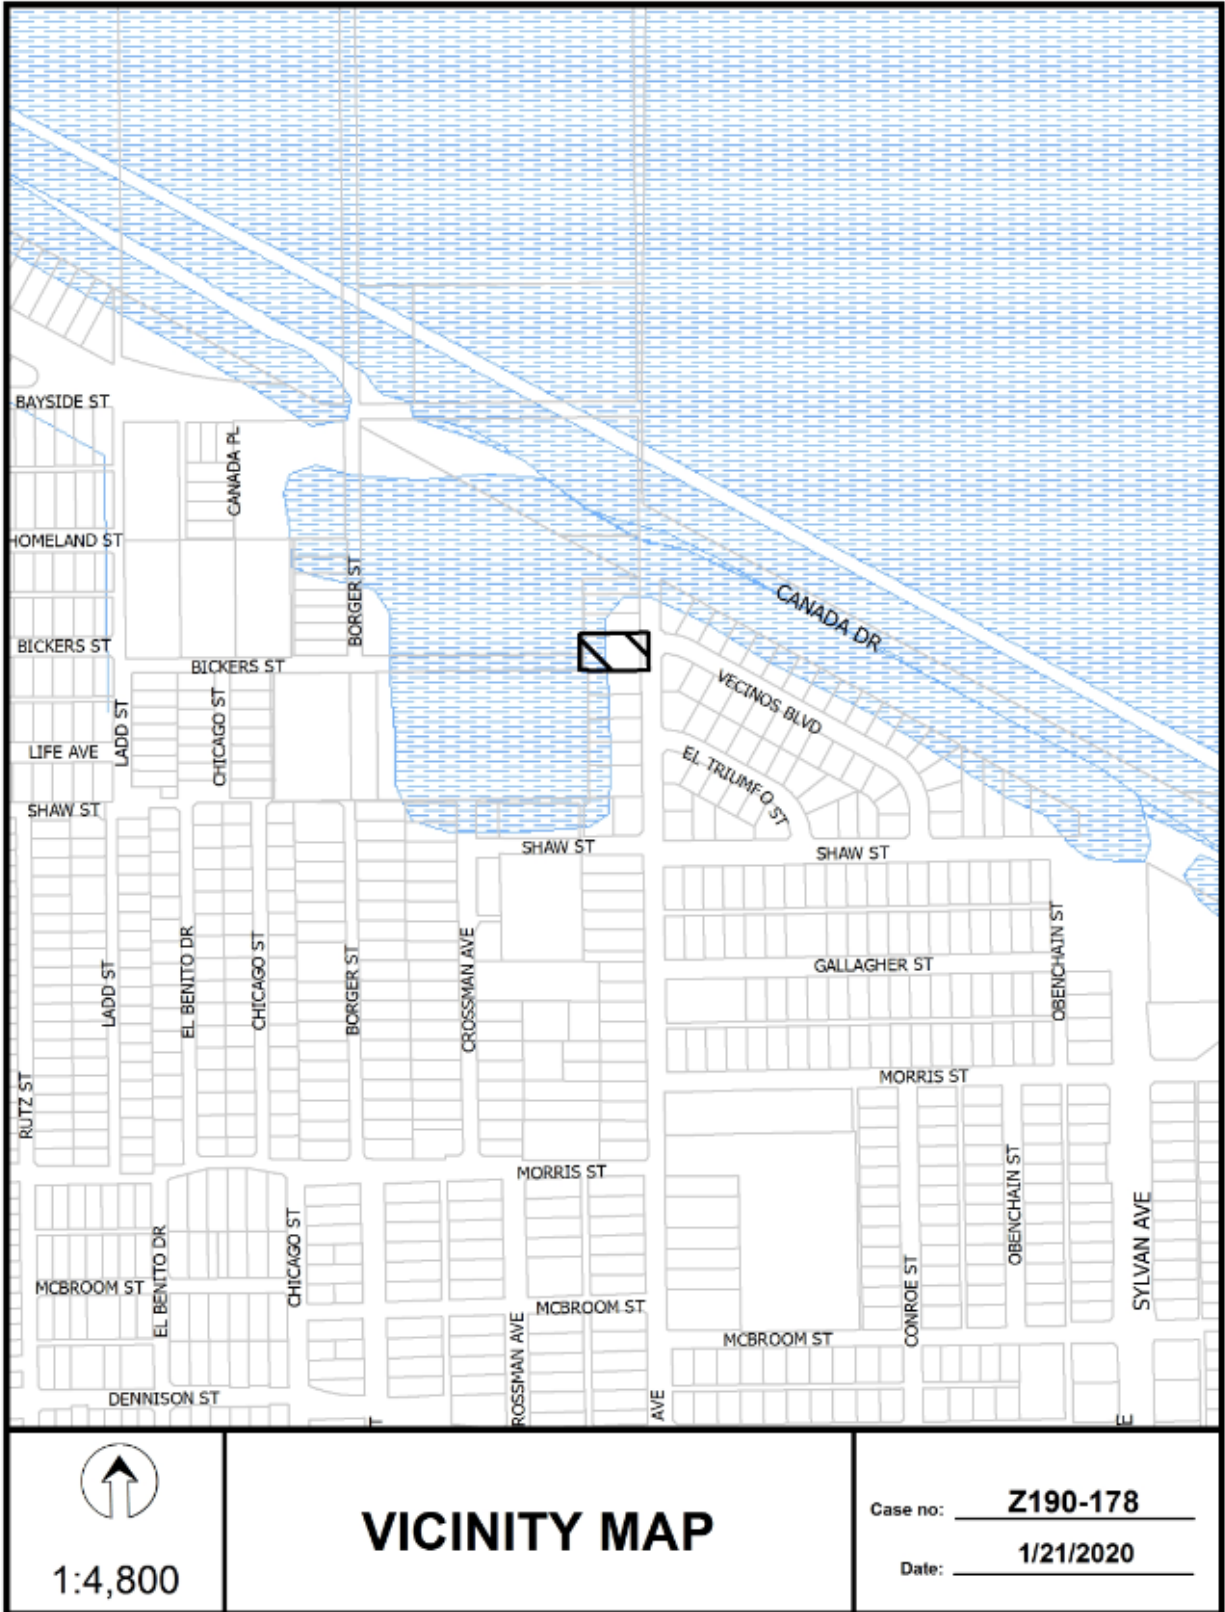 BAYSIDE ST
CANADA PL
HOMELAND ST
BORGER ST
CANADA DR
BICKERS ST
BICKERS ST
VECINOS BLVD
LADD ST
CHICAGO ST
LIFE AVE
EL TRIUMFO ST
SHAW ST
SHAW ST
SHAW ST
LADD ST
EL BENITO DR
CHICAGO ST
BORGER ST
CROSSMAN AVE
GALLAGHER ST
OBENCHAIN ST
RUTZ ST
MORRIS ST
MORRIS ST
OBENCHAIN ST
SYLVAN AVE
EL BENITO DR
CHICAGO ST
MCBROOM ST
MCBROOM ST
CONROE ST
MCBROOM ST
ROSSMAN AVE
DENNISON ST
AVE
T
E
1:4,800
VICINITY MAP
Case no: Z190-178
Date: 1/21/2020